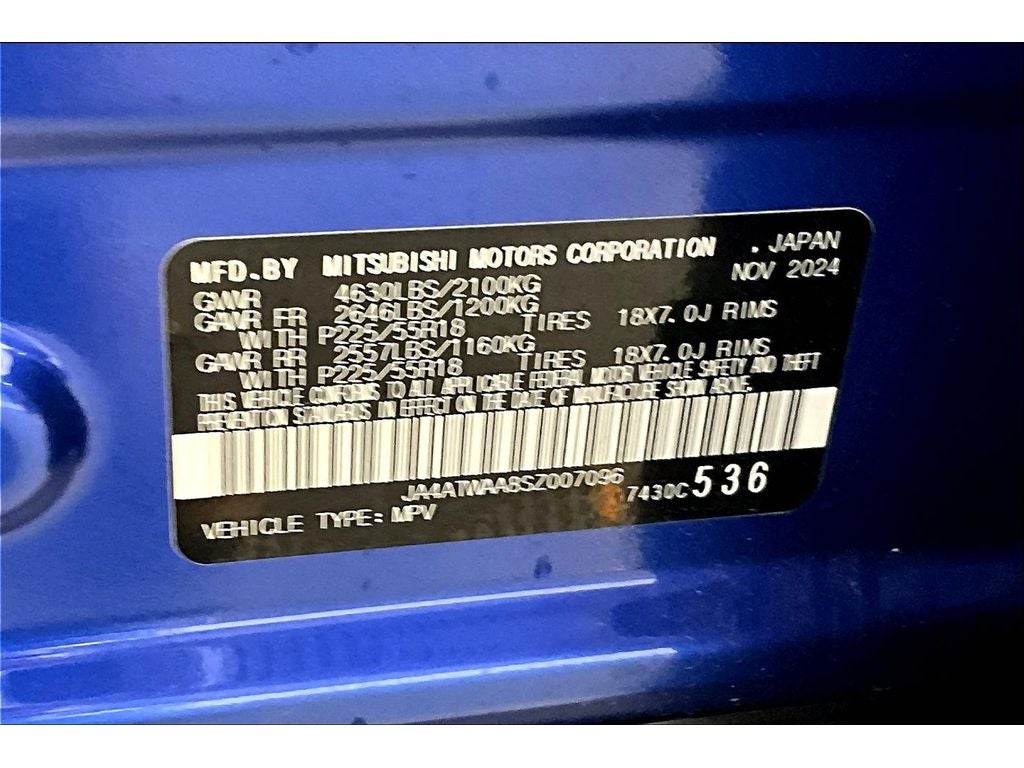 MFD.BY MITSUBISHI MOTORS CORPORATION . JAPAN
GVWR 4630LBS/2100KG NOV 2024
GAWR FR 2646LBS/1200KG
WITH P225/55R18 TIRES 18X7.0J RIMS
GAWR RR 2557LBS/1160KG
WITH P225/55R18 TIRES 18X7.0J RIMS
THIS VEHICLE CONFORMS TO ALL APPLICABLE FEDERAL MOTOR VEHICLE SAFETY AND THEFT
PREVENTION STANDARDS IN EFFECT ON THE DATE OF MANUFACTURE SHOWN ABOVE.
JA4ATWAA8SZ007096 7430C 536
VEHICLE TYPE: MPV